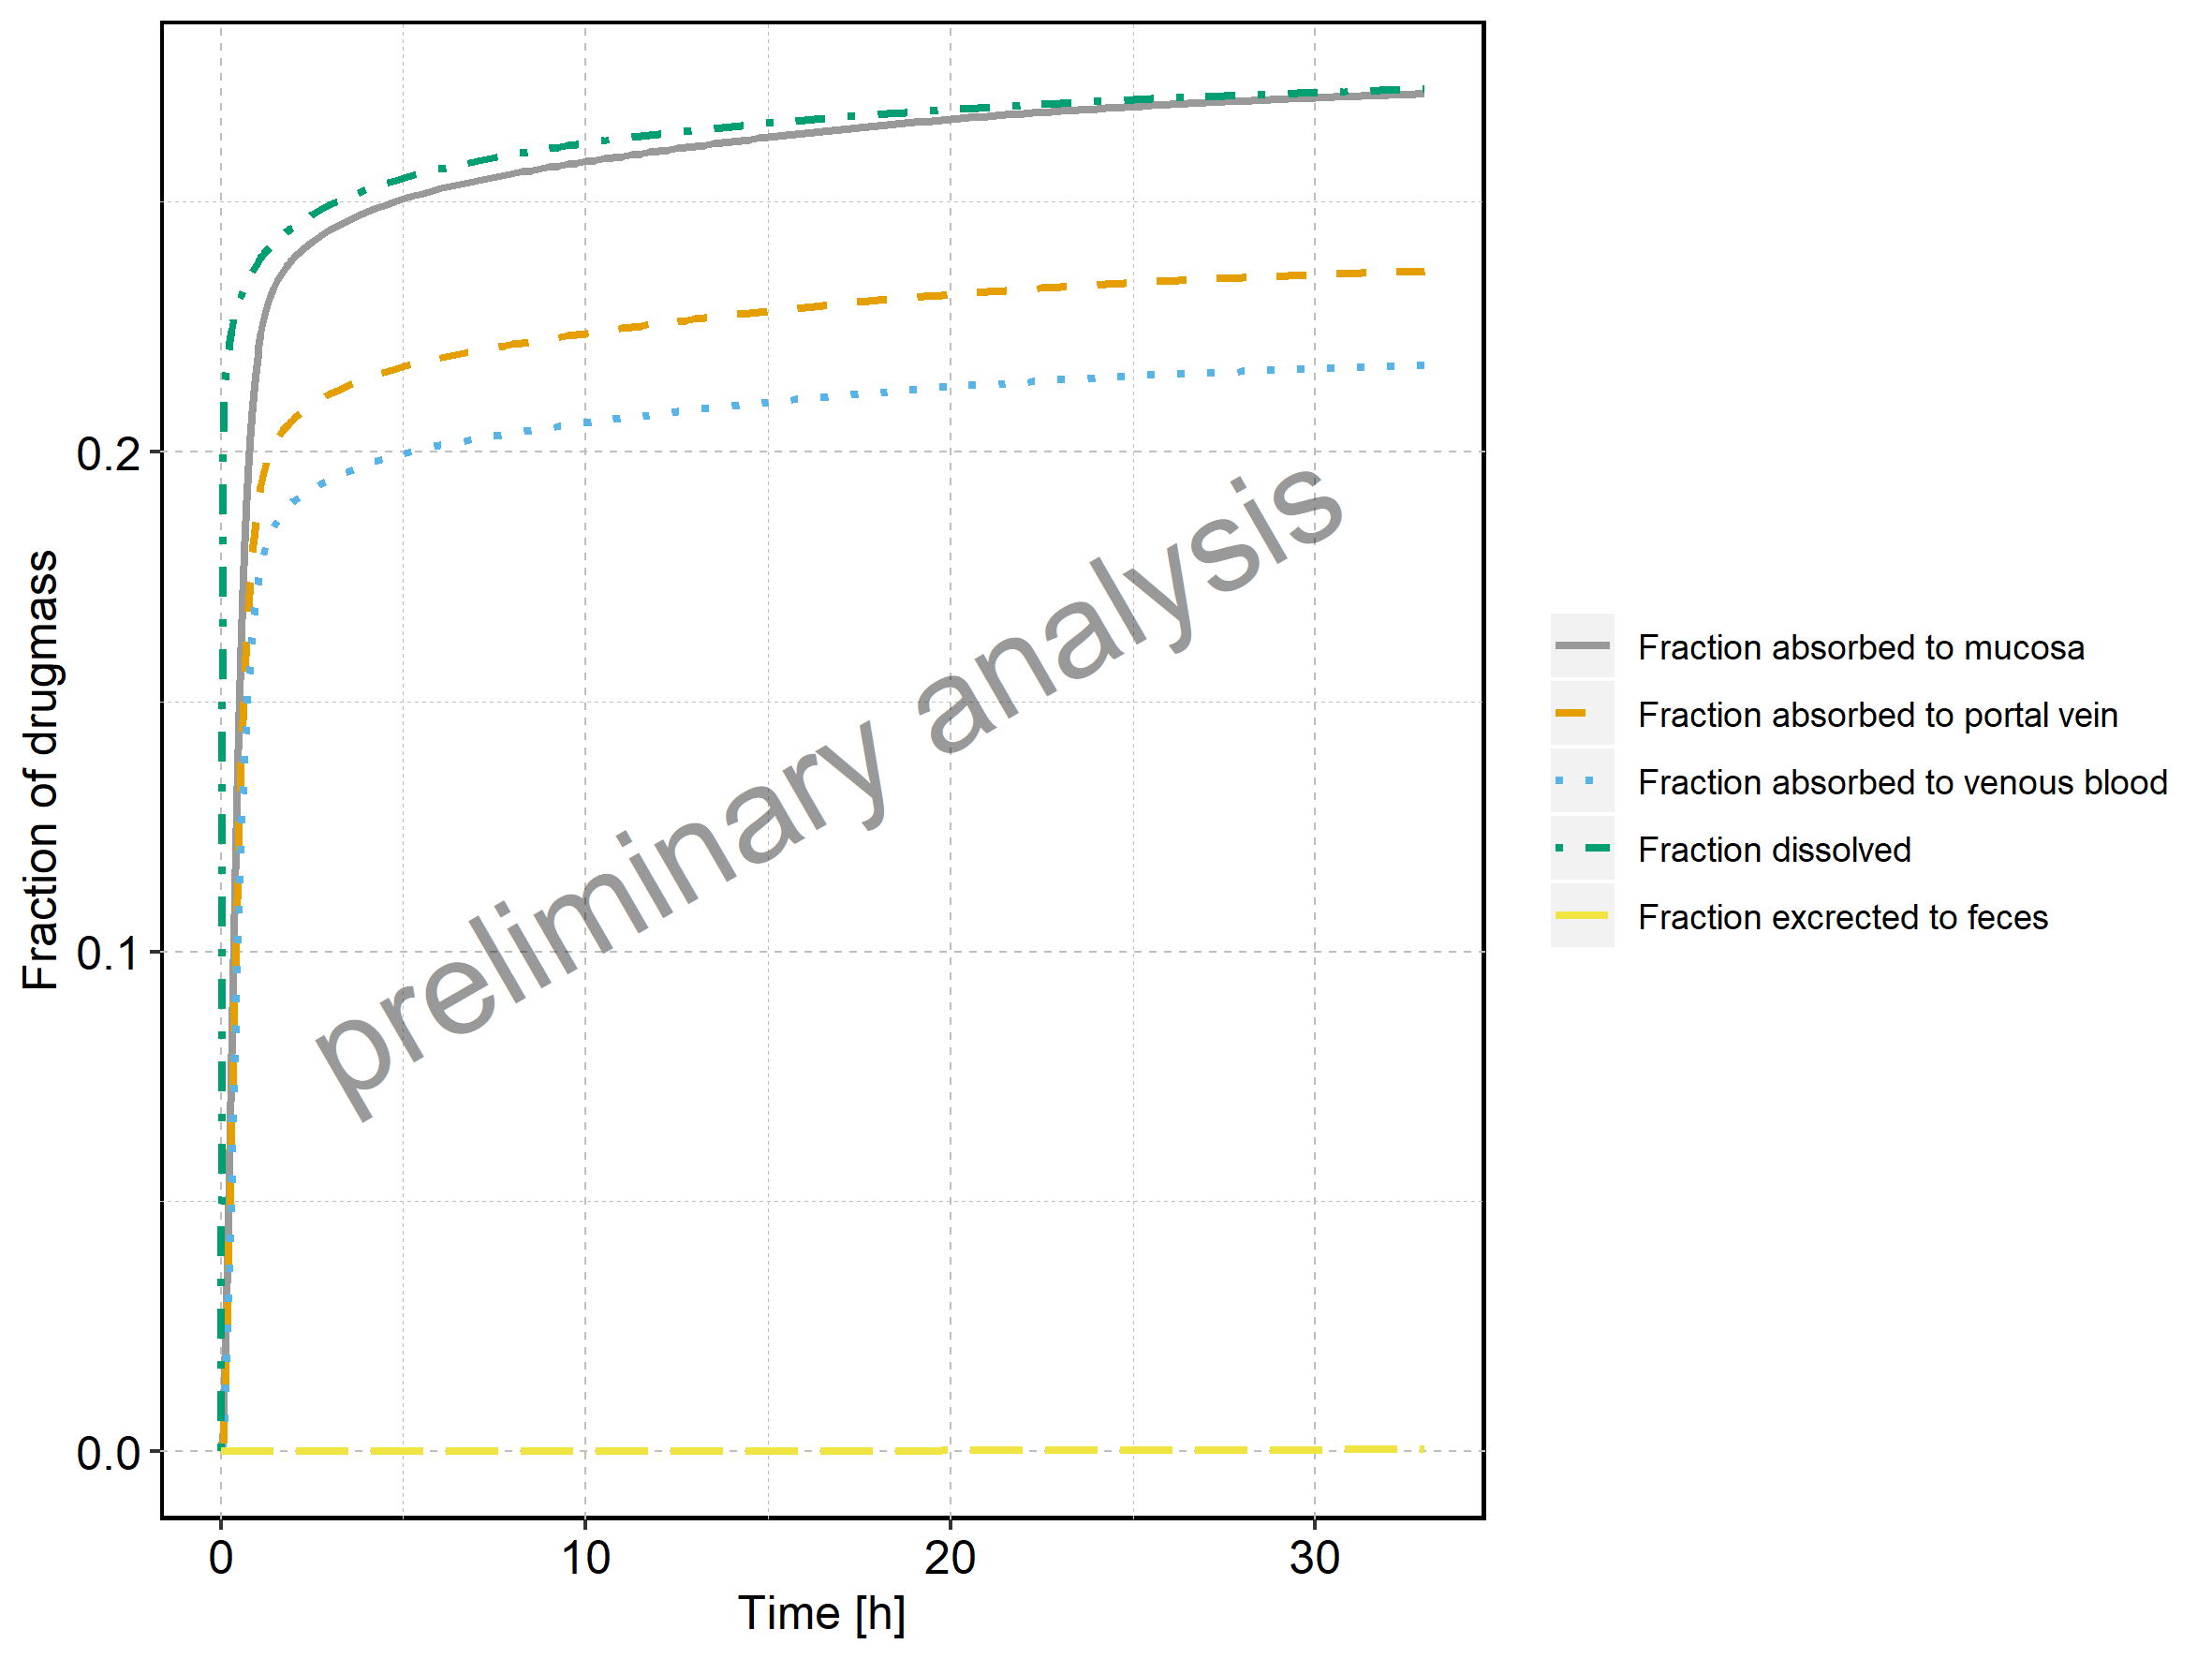 Fraction of drugmass
0.2
0.1
0.0
0
10
20
30
Time [h]
preliminary analysis
Fraction absorbed to mucosa
Fraction absorbed to portal vein
Fraction absorbed to venous blood
Fraction dissolved
Fraction excrected to feces